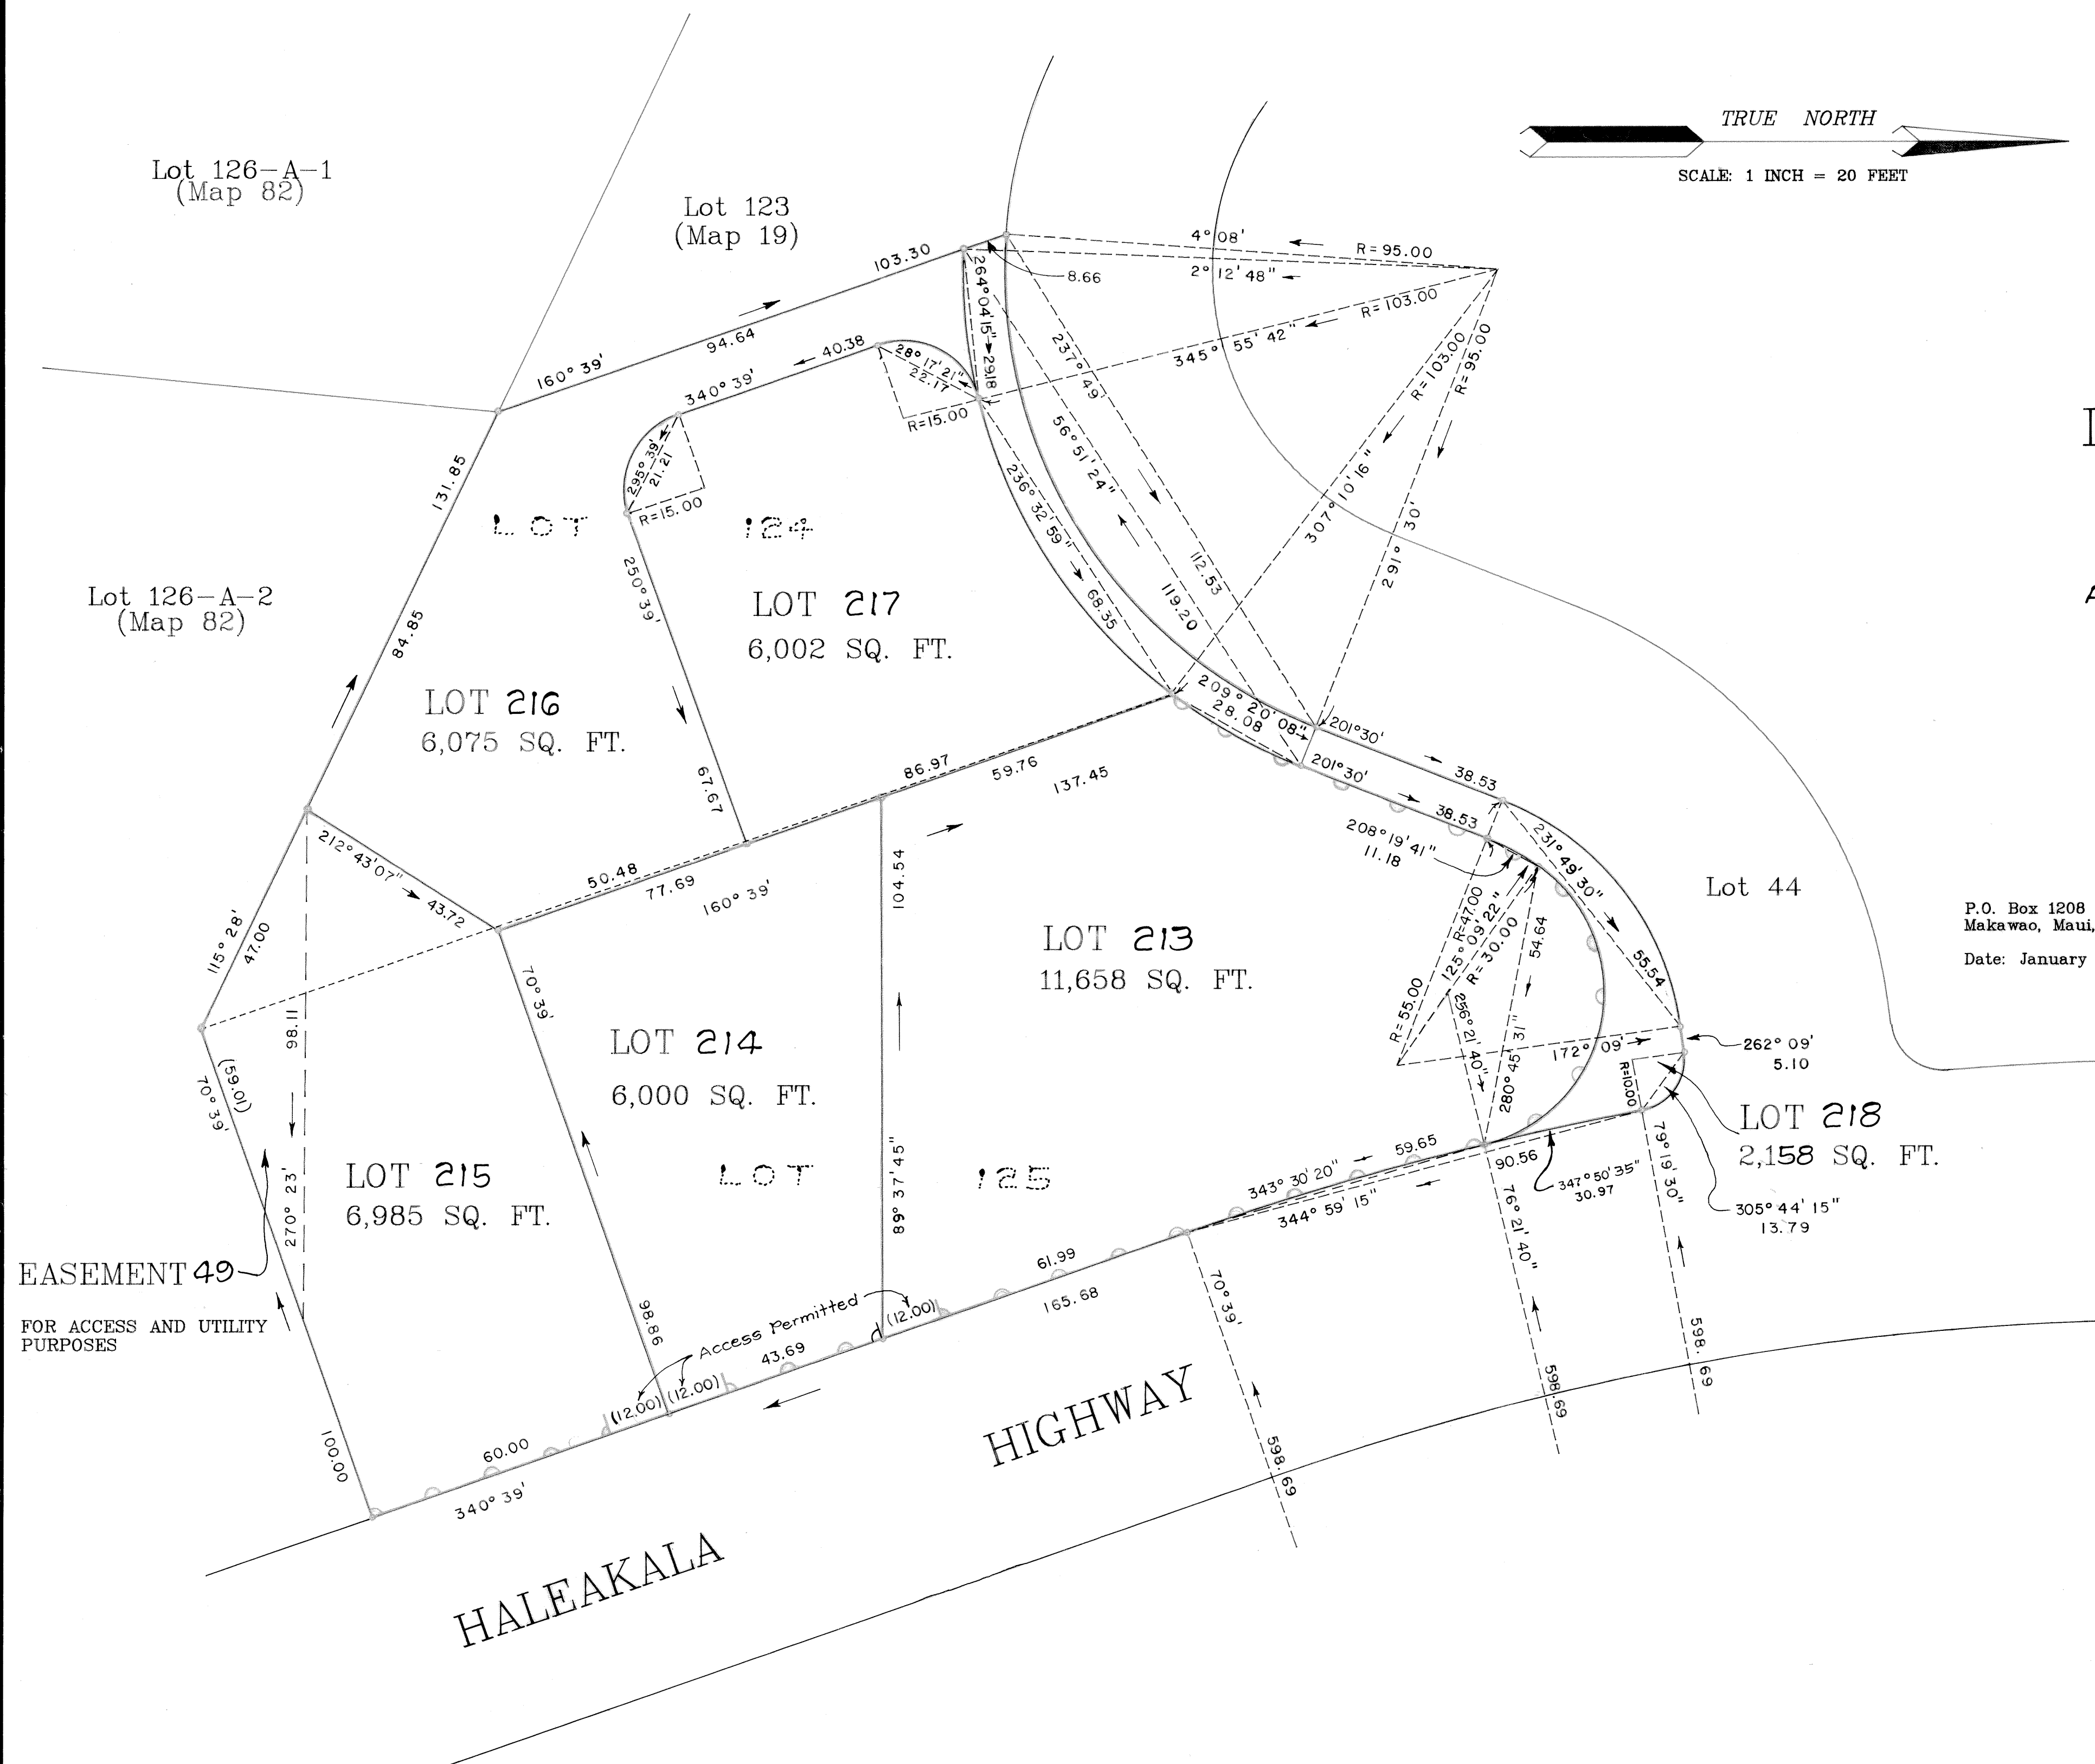 TRUE NORTH
SCALE: 1 INCH = 20 FEET
Lot 126-A-1
(Map 82)
Lot 123
(Map 19)
103.30
8.66
4° 08'
R=95.00
2° 12' 48"
R=103.00
345° 55' 42"
264° 04' 15"
29.18
160° 39'
94.64
340° 39'
40.38
28° 17' 21"
22.17
R=15.00
237° 49'
112.53
56° 51' 24"
119.20
R=103.00
307° 10' 16"
R=95.00
291° 30'
131.85
84.85
295° 39'
21.21
R=15.00
LOT 124
236° 32' 59"
68.35
Lot 126-A-2
(Map 82)
250° 39'
67.67
LOT 217
6,002 SQ. FT.
LOT 216
6,075 SQ. FT.
209° 20' 08"
28.08
201° 30'
38.53
201° 30'
38.53
86.97
59.76
137.45
212° 43' 07"
43.72
50.48
77.69
160° 39'
104.54
89° 37' 45"
208° 19' 41"
11.18
231° 49' 30"
55.54
Lot 44
P.O. Box 1208
Makawao, Maui,
Date: January
115° 28'
47.00
98.11
270° 23'
(59.01)
70° 39'
100.00
70° 39'
98.86
LOT 213
11,658 SQ. FT.
R=47.00
125° 09' 22"
R=30.00
R=55.00
54.64
280° 45' 31"
256° 21' 40"
172° 09'
262° 09'
5.10
R=10.00
LOT 214
6,000 SQ. FT.
LOT 218
2,158 SQ. FT.
LOT 215
6,985 SQ. FT.
LOT 125
59.65
343° 30' 20"
90.56
344° 59' 15"
347° 50' 35"
30.97
305° 44' 15"
13.79
79° 19' 30"
598.69
76° 21' 40"
598.69
70° 39'
598.69
EASEMENT 49
FOR ACCESS AND UTILITY
PURPOSES
61.99
165.68
Access Permitted
(12.00)
43.69
(12.00)
(12.00)
60.00
340° 39'
HALEAKALA HIGHWAY